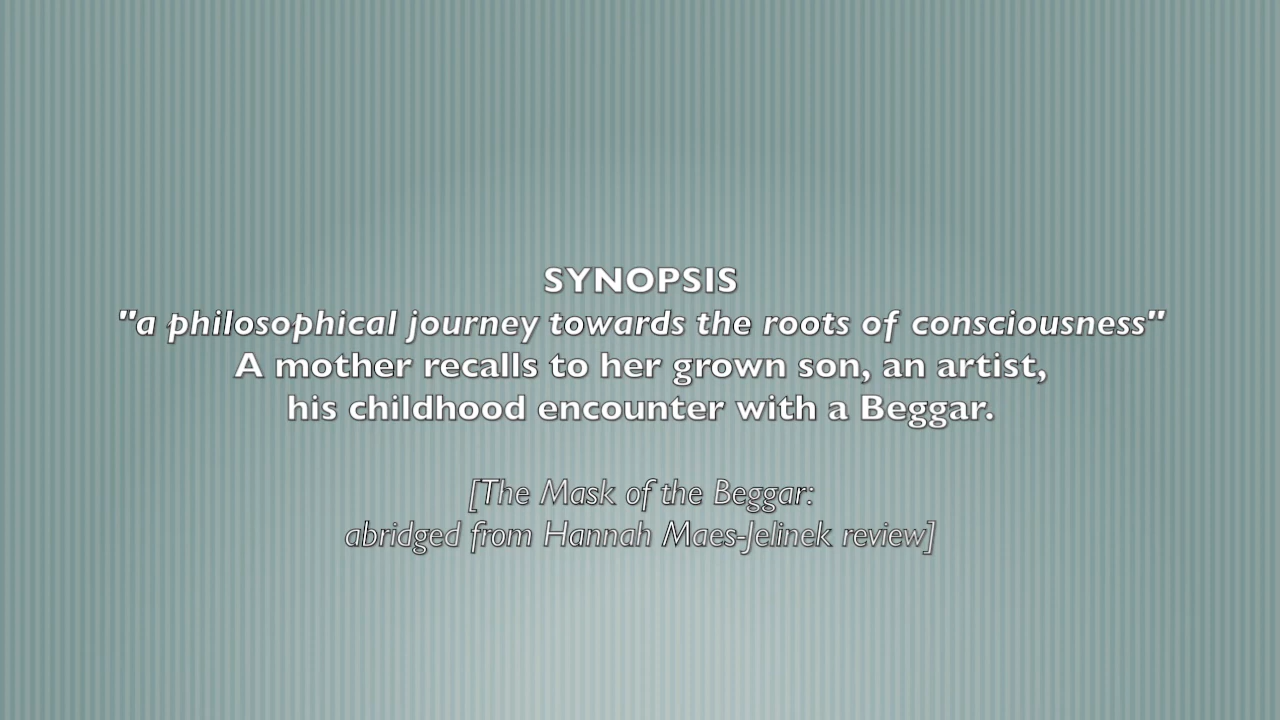 SYNOPSIS
"a philosophical journey towards the roots of consciousness"
A mother recalls to her grown son, an artist,
his childhood encounter with a Beggar.
[The Mask of the Beggar:
abridged from Hannah Maes-Jelinek review]